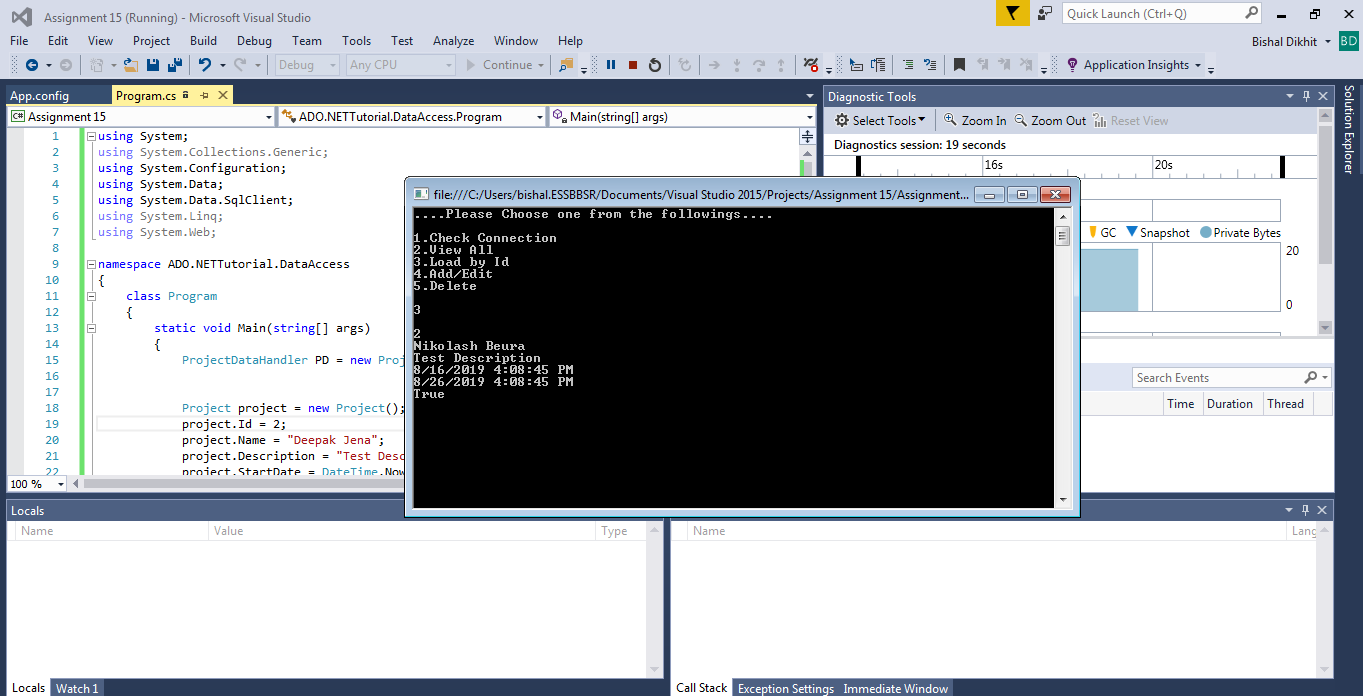 Assignment 15 (Running) - Microsoft Visual Studio
Quick Launch (Ctrl+Q)
File Edit View Project Build Debug Team Tools Test Analyze Window Help
Bishal Dikhit BD
Debug Any CPU Continue Application Insights
App.config Program.cs
C# Assignment 15 ADO.NETTutorial.DataAccess.Program Main(string[] args)
1 using System;
2 using System.Collections.Generic;
3 using System.Configuration;
4 using System.Data;
5 using System.Data.SqlClient;
6 using System.Linq;
7 using System.Web;
8
9 namespace ADO.NETTutorial.DataAccess
10 {
11 class Program
12 {
13 static void Main(string[] args)
14 {
15 ProjectDataHandler PD = new Proj
16
17
18 Project project = new Project();
19 project.Id = 2;
20 project.Name = "Deepak Jena";
21 project.Description = "Test Desc
22 project.StartDate = DateTime.Now
100 %
file:///C:/Users/bishal.ESSBBSR/Documents/Visual Studio 2015/Projects/Assignment 15/Assignment...
....Please Choose one from the followings....
1.Check Connection
2.View All
3.Load by Id
4.Add/Edit
5.Delete
3
2
Nikolash Beura
Test Description
8/16/2019 4:08:45 PM
8/26/2019 4:08:45 PM
True
Diagnostic Tools
Select Tools Zoom In Zoom Out Reset View
Diagnostics session: 19 seconds
16s 20s
GC Snapshot Private Bytes
20
0
Search Events
Time Duration Thread
Solution Explorer
Locals
Name Value Type
Name Lang
Locals Watch 1
Call Stack Exception Settings Immediate Window